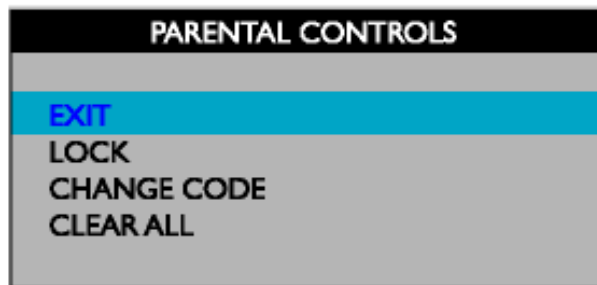 PARENTAL CONTROLS
EXIT
LOCK
CHANGE CODE
CLEAR ALL